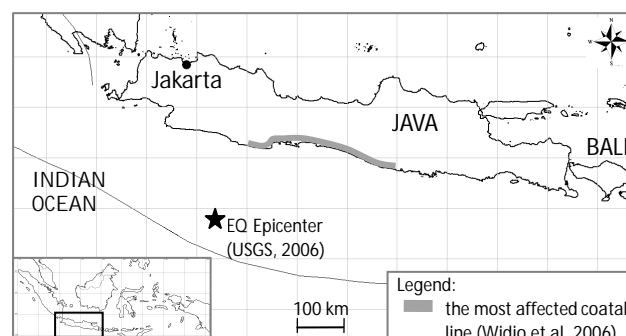 N
W
S
Jakarta
JAVA
BALI
INDIAN
OCEAN
EQ Epicenter
(USGS, 2006)
100 km
Legend:
the most affected coatal
line (Widjo et al, 2006)